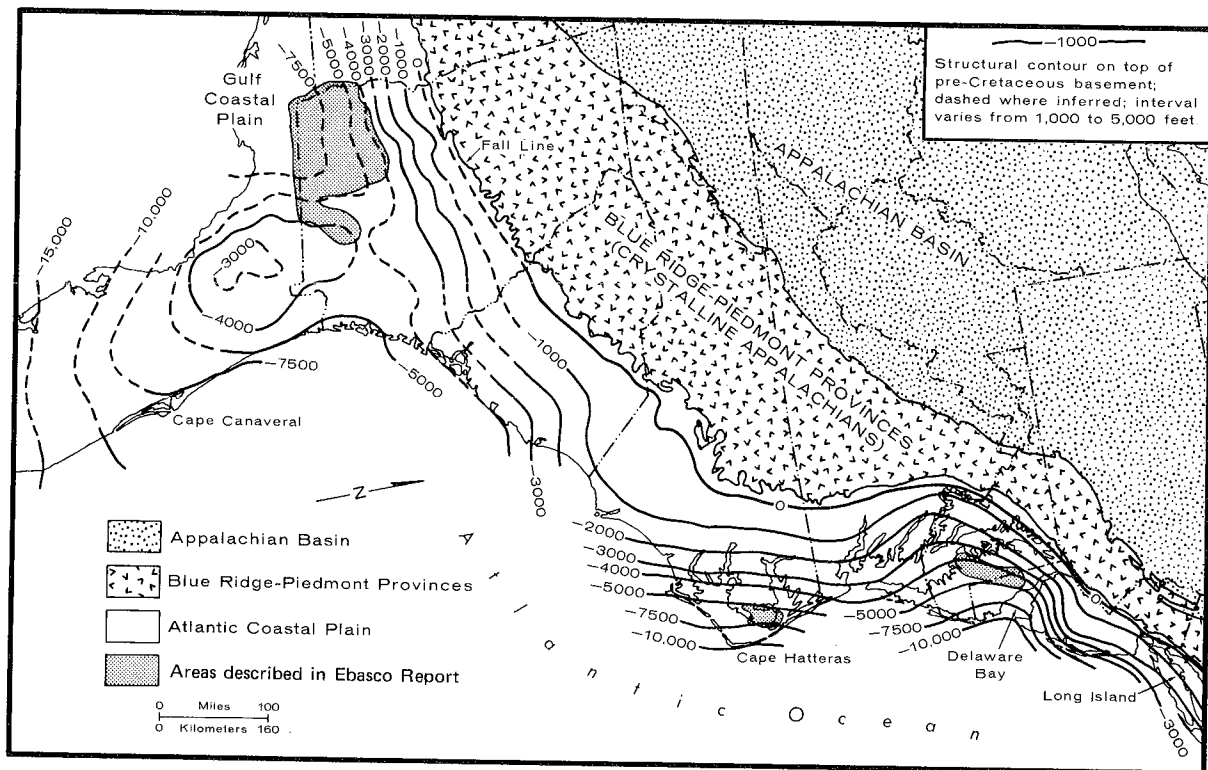 -7500
-5000
-4000
-3000
-2000
-1000
0
Gulf
Coastal
Plain
Fall Line
-1000
Structural contour on top of
pre-Cretaceous basement;
dashed where inferred; interval
varies from 1,000 to 5,000 feet
APPALACHIAN BASIN
BLUE RIDGE-PIEDMONT PROVINCES
(CRYSTALLINE APPALACHIANS)
-15,000
-10,000
-3000
-4000
-7500
-5000
-1000
Cape Canaveral
N
-3000
0
-2000
-3000
-4000
-5000
-7500
-10,000
-5000
-7500
-10,000
0
Cape Hatteras
Delaware
Bay
Long Island
-3000
Atlantic Ocean
Appalachian Basin
Blue Ridge-Piedmont Provinces
Atlantic Coastal Plain
Areas described in Ebasco Report
0 Miles 100
0 Kilometers 160